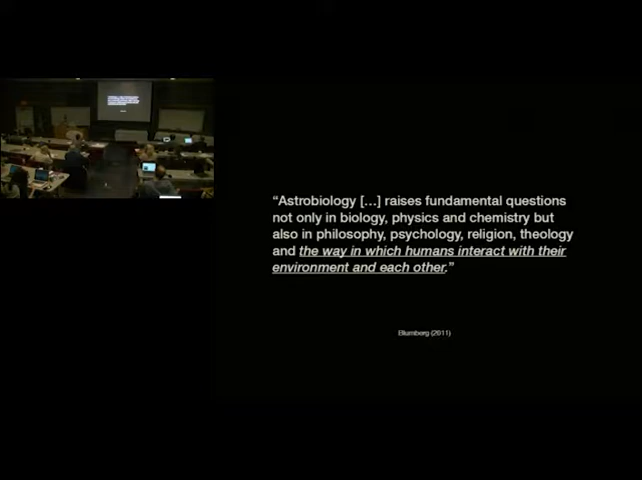 “Astrobiology [...] raises fundamental questions
not only in biology, physics and chemistry but
also in philosophy, psychology, religion, theology
and the way in which humans interact with their
environment and each other.”
Blumberg (2011)